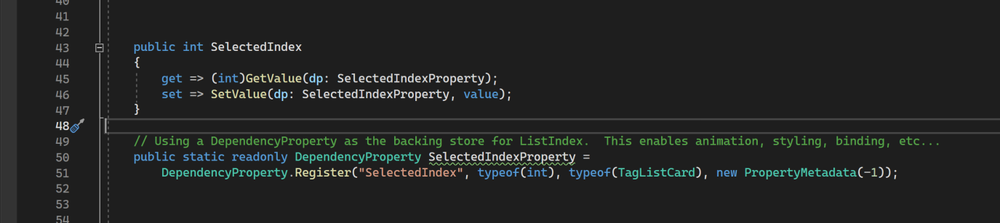 40
41
42
43 public int SelectedIndex
44 {
45 get => (int)GetValue(dp: SelectedIndexProperty);
46 set => SetValue(dp: SelectedIndexProperty, value);
47 }
48
49 // Using a DependencyProperty as the backing store for ListIndex.  This enables animation, styling, binding, etc...
50 public static readonly DependencyProperty SelectedIndexProperty =
51 DependencyProperty.Register("SelectedIndex", typeof(int), typeof(TagListCard), new PropertyMetadata(-1));
52
53
54